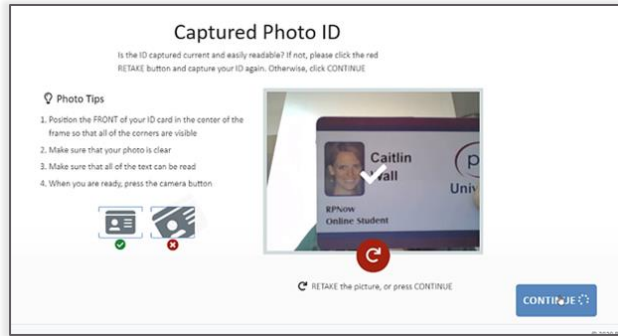 Captured Photo ID
Is the ID captured current and easily readable? If not, please click the red
RETAKE button and capture your ID again. Otherwise, click CONTINUE
Photo Tips
1. Position the FRONT of your ID card in the center of the
frame so that all of the corners are visible
2. Make sure that your photo is clear
3. Make sure that all of the text can be read
4. When you are ready, press the camera button
Caitlin
Wall
p
Univ
RPNow
Online Student
RETAKE the picture, or press CONTINUE
CONTINUE